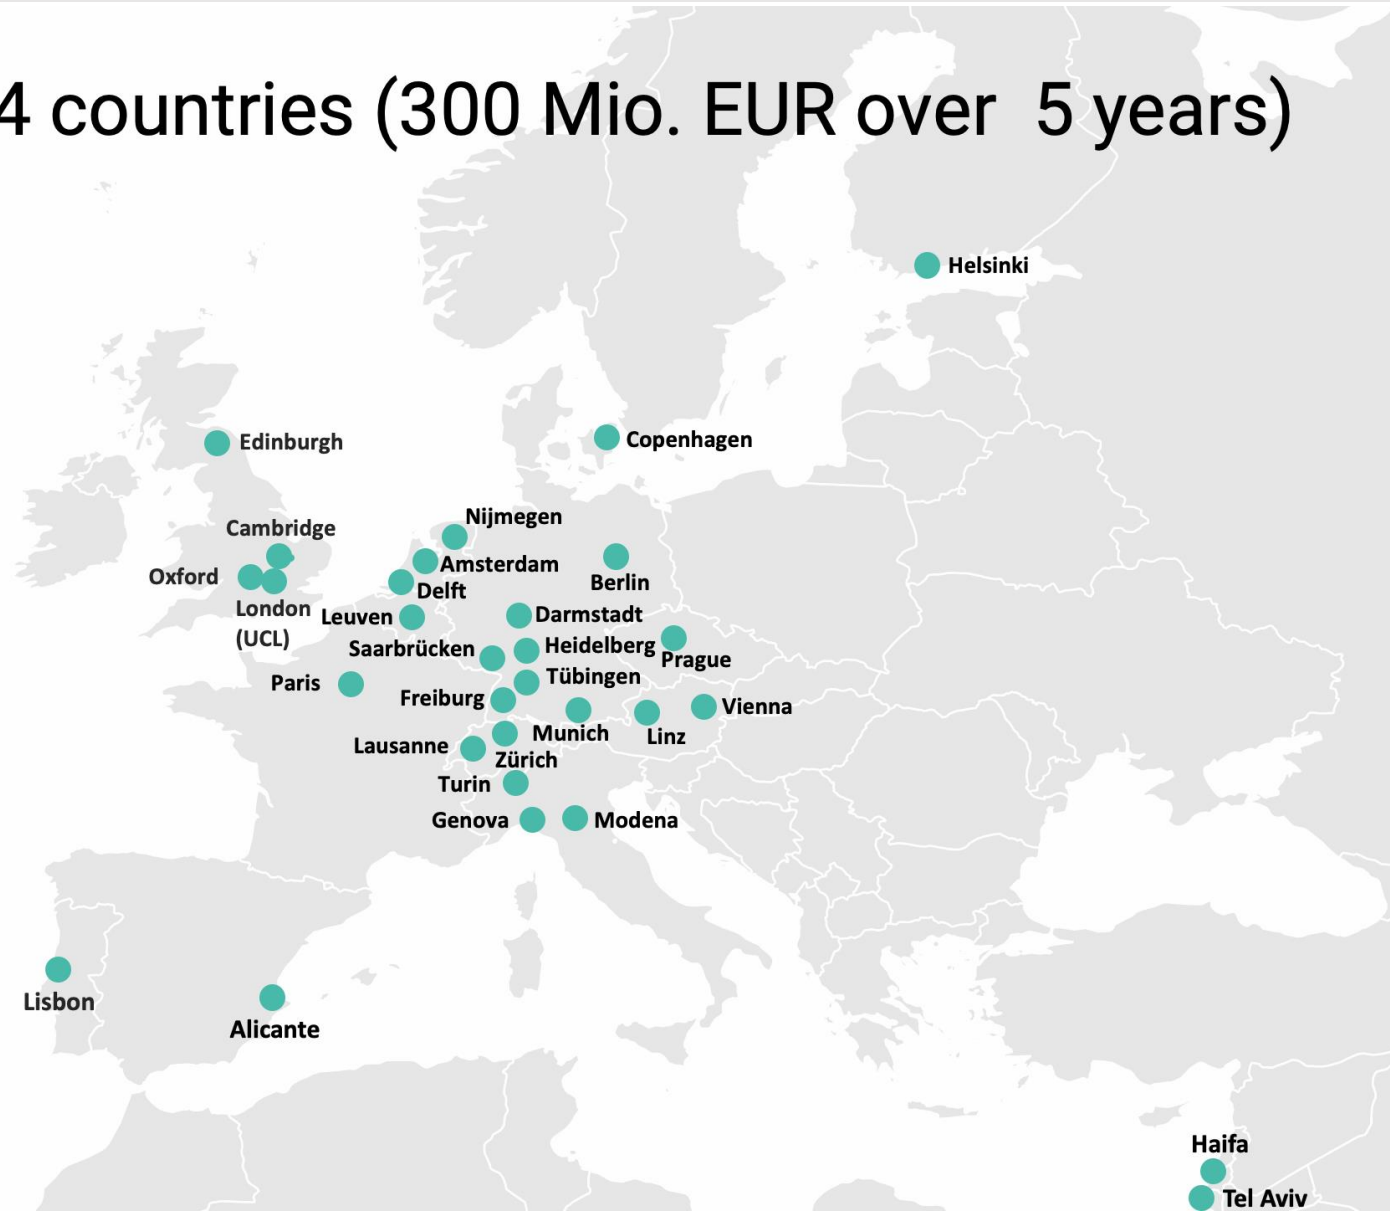 4 countries (300 Mio. EUR over  5 years)
Helsinki
Edinburgh
Copenhagen
Nijmegen
Cambridge
Amsterdam
Oxford
Berlin
Delft
London
(UCL)
Leuven
Darmstadt
Saarbrücken
Heidelberg
Prague
Paris
Tübingen
Freiburg
Vienna
Munich
Linz
Lausanne
Zürich
Turin
Genova
Modena
Lisbon
Alicante
Haifa
Tel Aviv